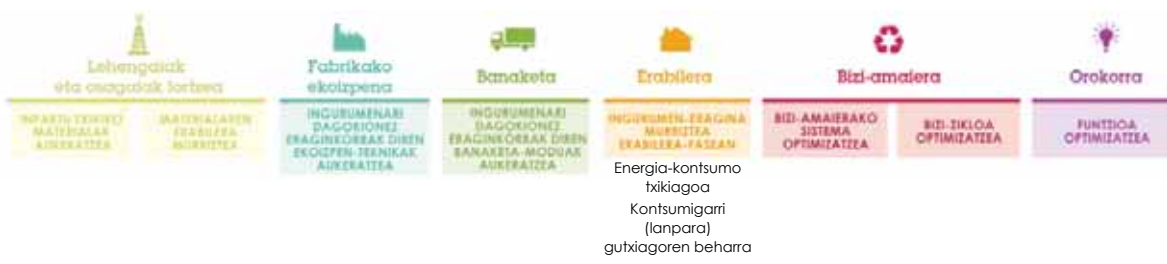 Lehengaiak
eta osagaiak lortzea
INPAKTU TXIKIKO
MATERIALAK
AUKERATZEA
MATERIALAREN
ERABILERA
MURRIZTEA
Fabrikako
ekoizpena
INGURUMENARI
DAGOKIONEZ
ERAGINKORRAK DIREN
EKOIZPEN-TEKNIKAK
AUKERATZEA
Banaketa
INGURUMENARI
DAGOKIONEZ
ERAGINKORRAK DIREN
BANAKETA-MODUAK
AUKERATZEA
Erabilera
INGURUMEN-ERAGINA
MURRIZTEA
ERABILERA-FASEAN
Energia-kontsumo
txikiagoa
Kontsumigarri
(lanpara)
gutxiagoren beharra
Bizi-amaiera
BIZI-AMAIERAKO
SISTEMA
OPTIMIZATZEA
BIZI-ZIKLOA
OPTIMIZATZEA
Orokorra
FUNTZIOA
OPTIMIZATZEA